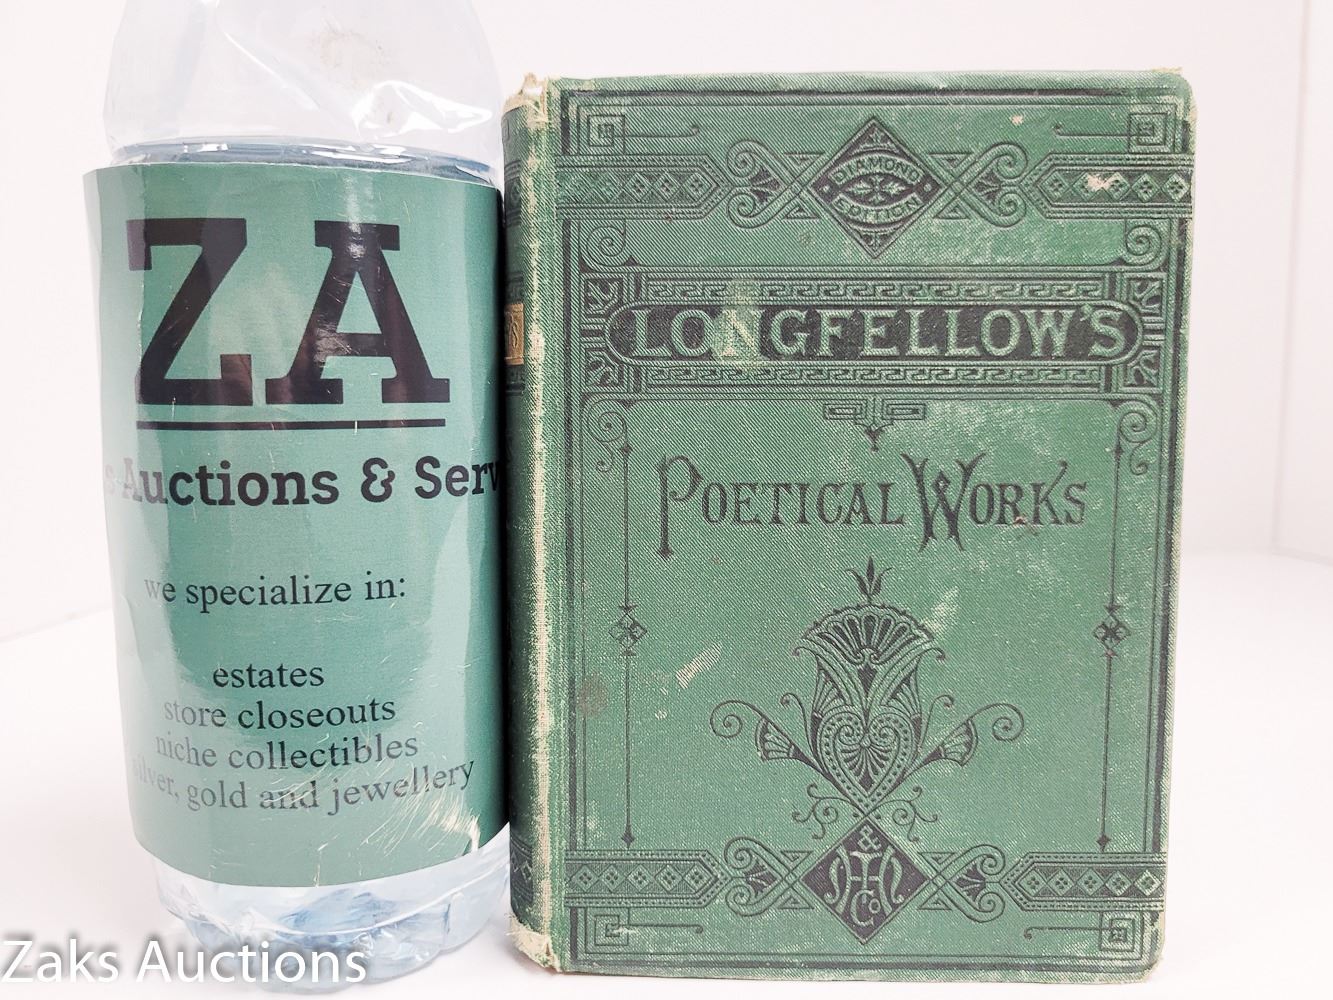 ZA
s Auctions & Serv
we specialize in:
estates
store closeouts
niche collectibles
silver, gold and jewellery
DIAMOND
EDITION
LONGFELLOW'S
POETICAL WORKS
&
Co
Zaks Auctions